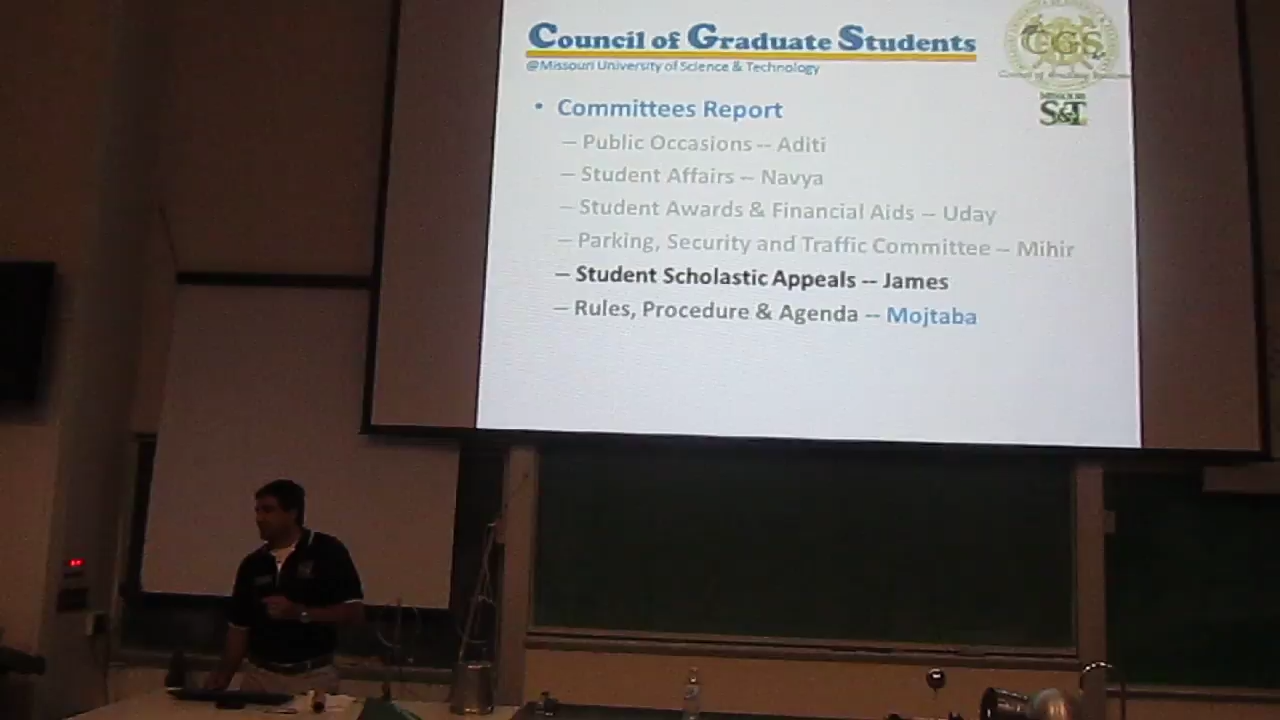 Council of Graduate Students
@Missouri University of Science & Technology
CGS
S&T
• Committees Report
– Public Occasions -- Aditi
– Student Affairs – Navya
– Student Awards & Financial Aids – Uday
– Parking, Security and Traffic Committee – Mihir
– Student Scholastic Appeals -- James
– Rules, Procedure & Agenda -- Mojtaba